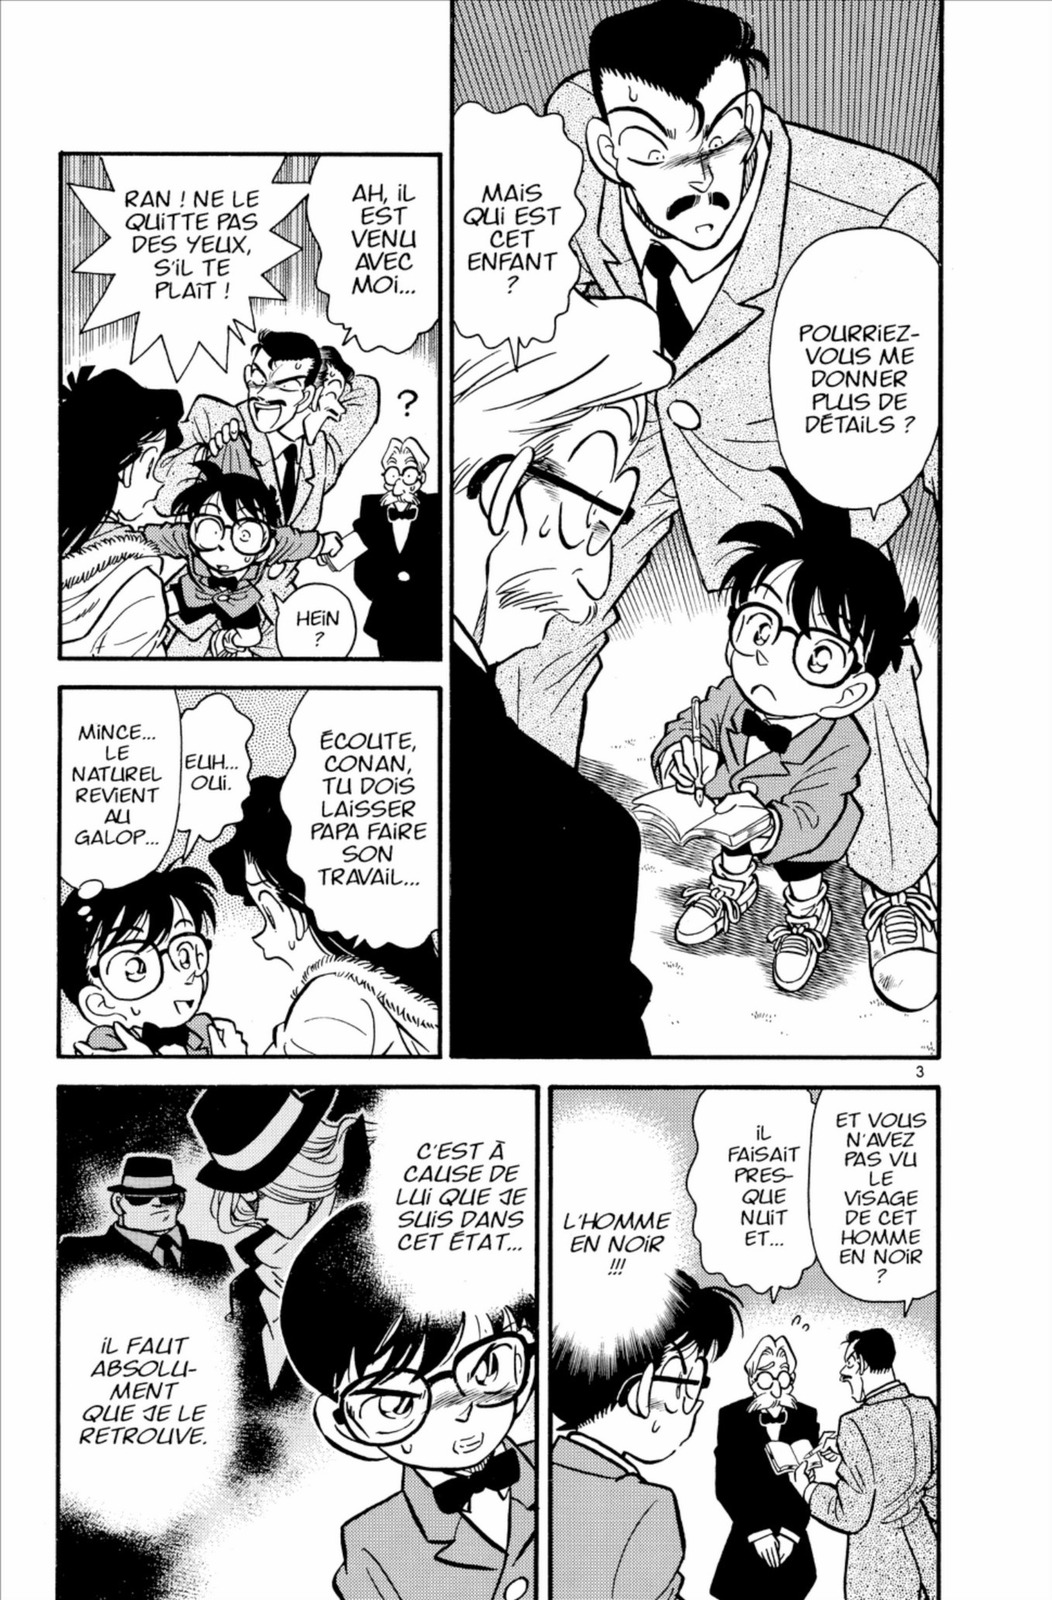 POURRIEZ-
VOUS ME
DONNER
PLUS DE
DÉTAILS ?
MAIS
QUI EST
CET
ENFANT
?
AH, IL
EST
VENU
AVEC
MOI...
RAN ! NE LE
QUITTE PAS
DES YEUX,
S'IL TE
PLAÎT !
?
HEIN
?
ÉCOUTE,
CONAN,
TU DOIS
LAISSER
PAPA FAIRE
SON
TRAVAIL...
EUH...
OUI.
MINCE...
LE
NATUREL
REVIENT
AU
GALOP...
3
ET VOUS
N'AVEZ
PAS VU
LE
VISAGE
DE CET
HOMME
EN NOIR
?
IL
FAISAIT
PRES-
QUE
NUIT
ET...
L'HOMME
EN NOIR
!!!
C'EST À
CAUSE DE
LUI QUE JE
SUIS DANS
CET ÉTAT...
IL FAUT
ABSOLU-
MENT
QUE JE LE
RETROUVE.